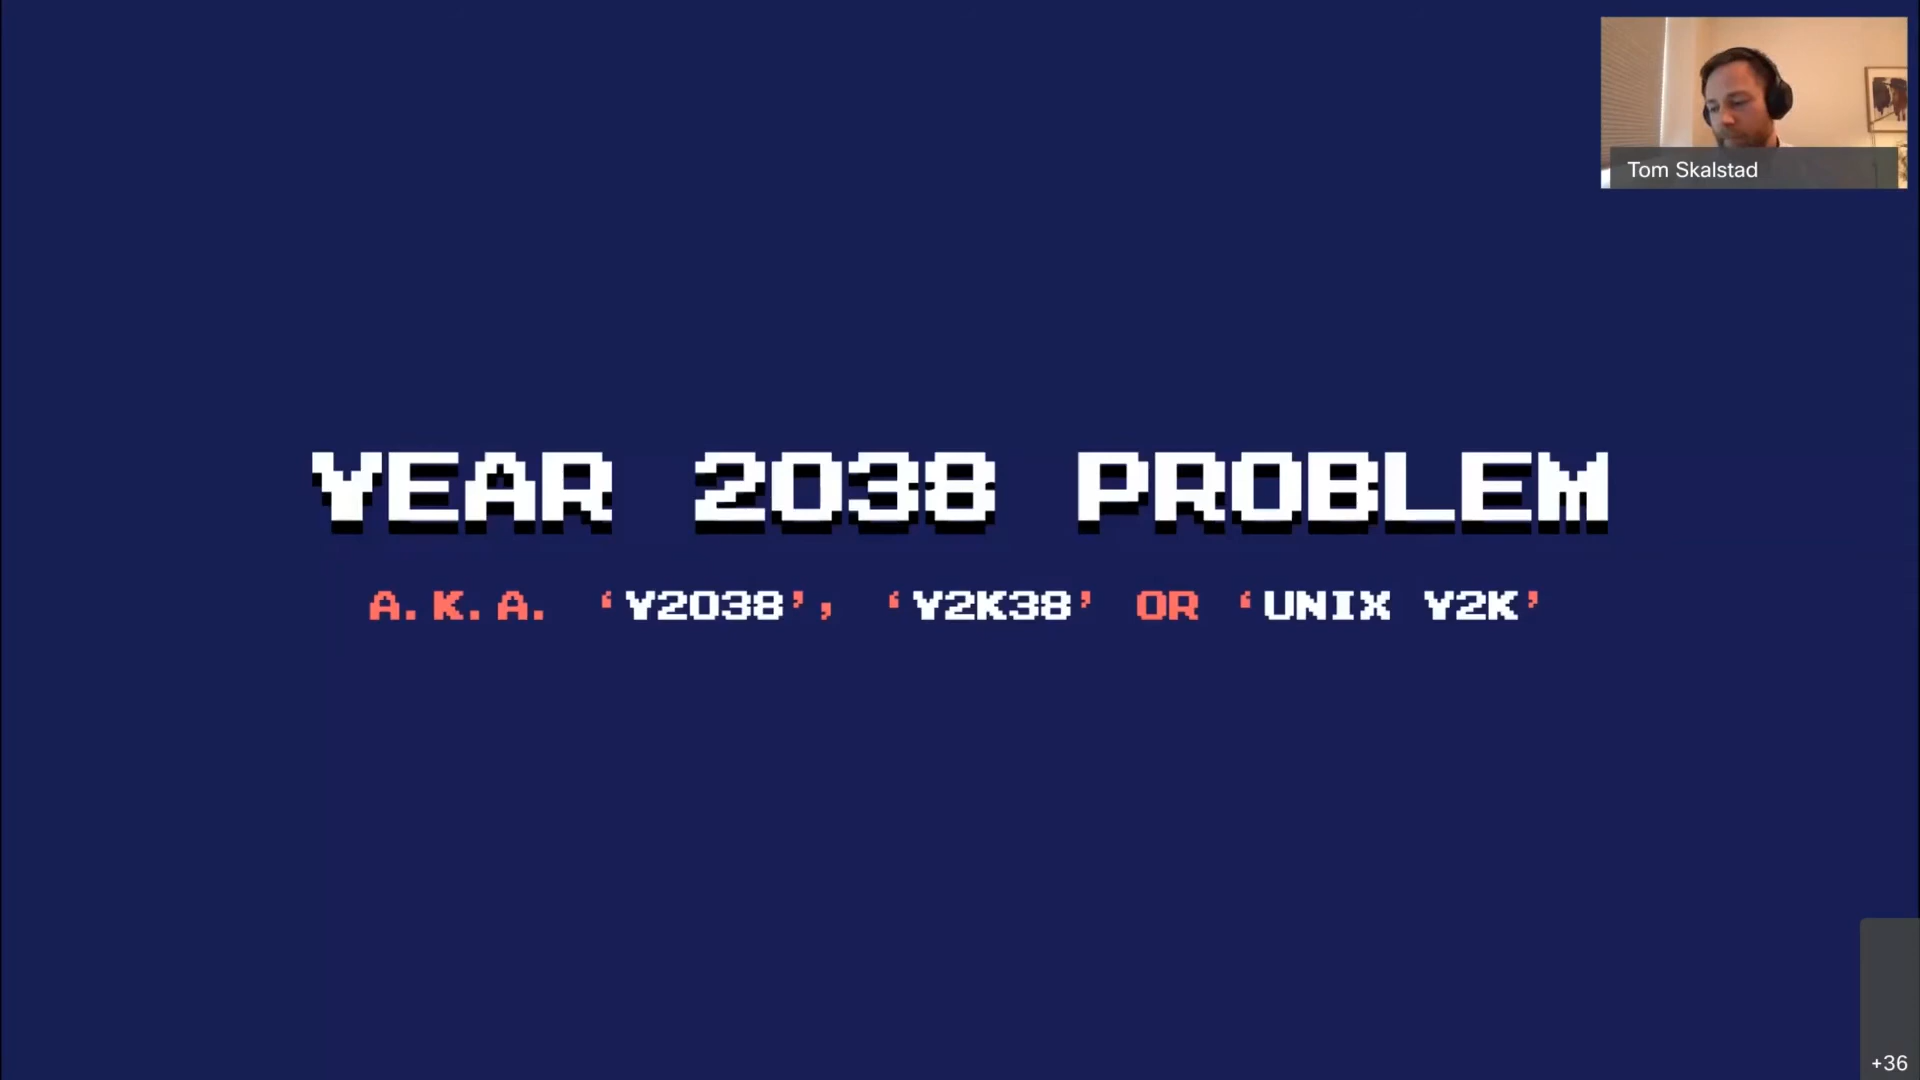 Tom Skalstad
YEAR 2038 PROBLEM
A.K.A. ‘Y2038’, ‘Y2K38’ OR ‘UNIX Y2K’
+36